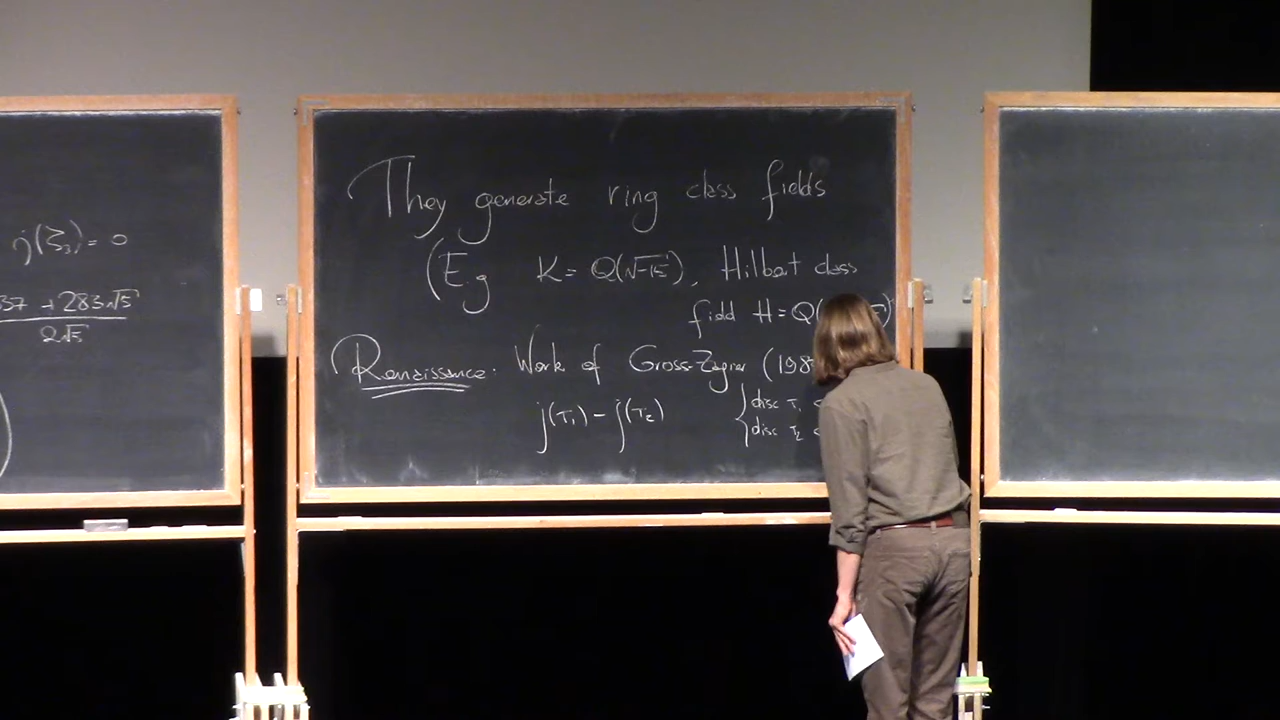 j(ζ₃) = 0
37 + 283√5
2√5
They generate ring class fields
(E.g K = Q(√-15), Hilbert class
field H = Q(
Renaissance: Work of Gross-Zagier (198
j(τ₁) - j(τ₂) { disc τ₁ <
disc τ₂ <